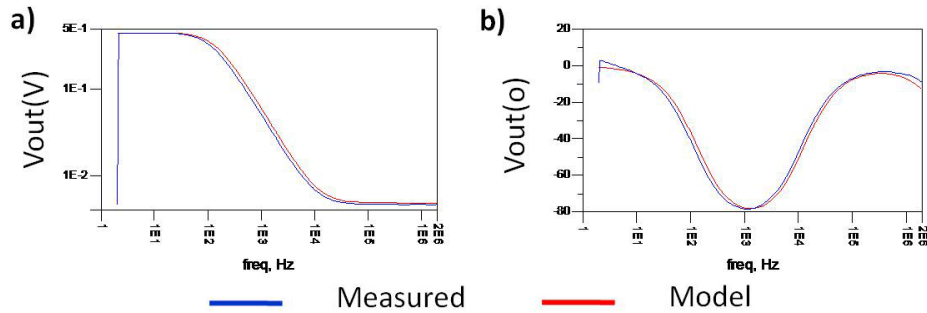 a)
5E-1
1E-1
1E-2
Vout(V)
1
1E1
1E2
1E3
1E4
1E5
1E6
2E6
freq, Hz
b)
20
0
-20
-40
-60
-80
Vout(o)
1
1E1
1E2
1E3
1E4
1E5
1E6
2E6
freq, Hz
Measured
Model